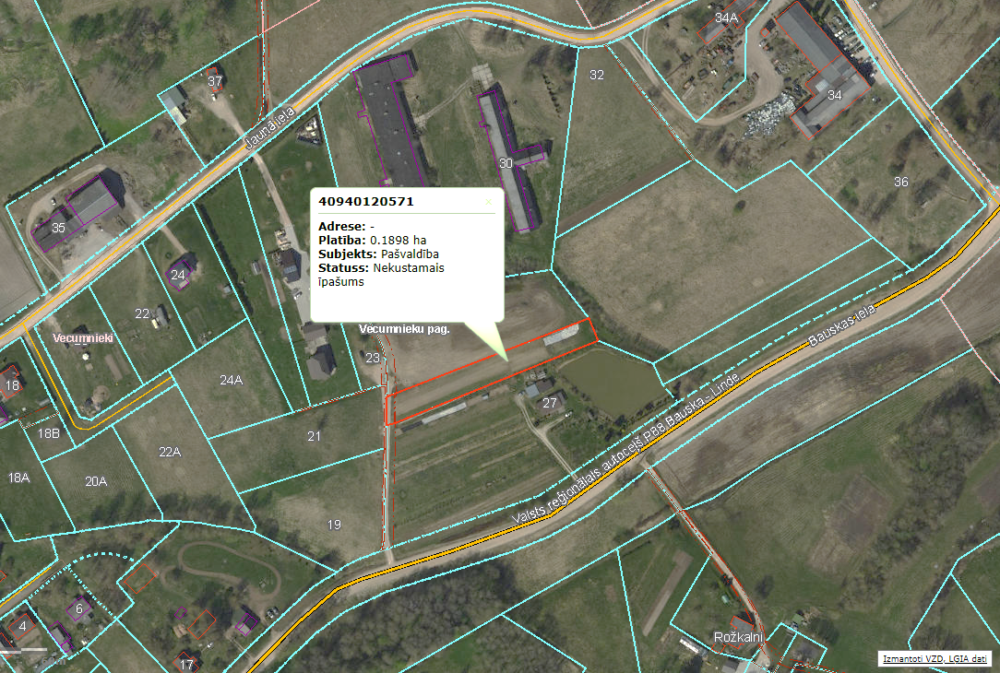 34A
37
32
34
Jaunā iela
30
36
35
40940120571
×
Adrese: -
Platība: 0.1898 ha
Subjekts: Pašvaldība
Statuss: Nekustamais
īpašums
24
22
Vecumnieku pag.
Vecumnieki
Bauskas iela
23
24A
18
27
Valsts reģionālais autoceļš P88 Bauska - Linde
18B
21
22A
18A
20A
19
6
4
17
Rožkalni
Izmantoti VZD, LGIA dati